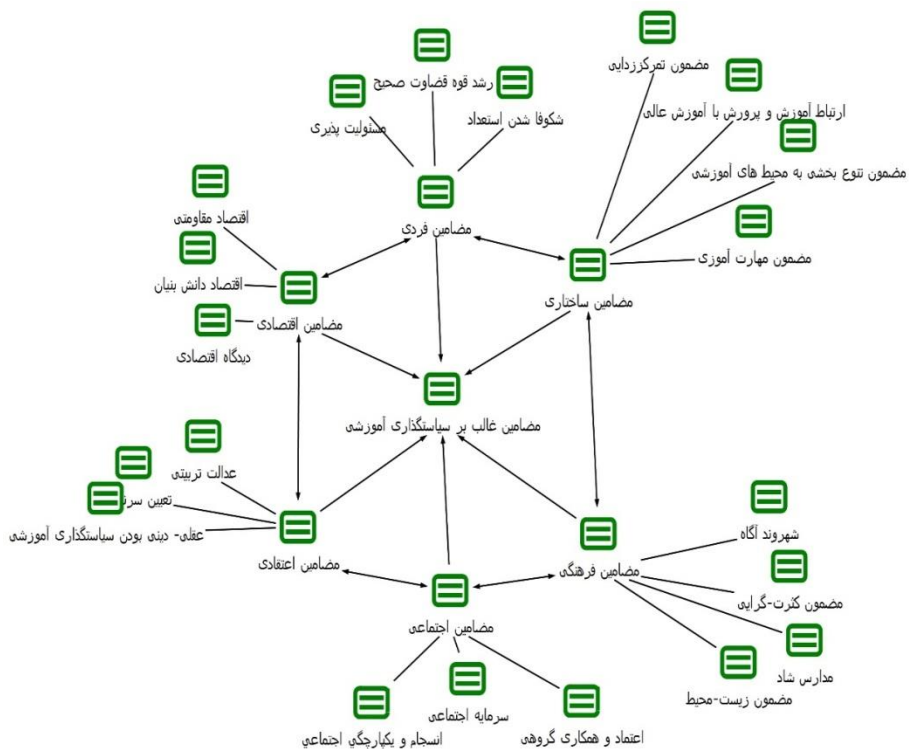 مضمون تمرکززدایی
رشد قوه قضاوت صحیح
ارتباط آموزش و پرورش با آموزش عالی
شکوفا شدن استعداد
مسئولیت پذیری
مضمون تنوع بخشی به محیط های آموزشی
اقتصاد مقاومتی
مضامین فردی
مضمون مهارت آموزی
اقتصاد دانش بنیان
مضامین ساختاری
مضامین اقتصادی
دیدگاه اقتصادی
مضامین غالب بر سیاستگذاری آموزشی
عدالت تربیتی
تعیین
شهروند آگاه
عقلی- دینی بودن سیاستگذاری آموزشی
مضامین اعتقادی
مضامین فرهنگی
مضمون کثرت-گرایی
مضامین اجتماعی
مدارس شاد
مضمون زیست-محیط
سرمایه اجتماعی
انسجام و یکپارچگی اجتماعی
اعتماد و همکاری گروهی